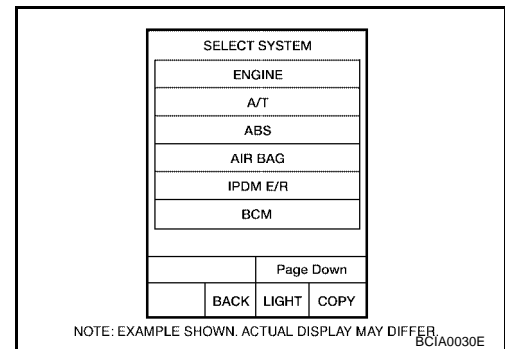 SELECT SYSTEM
ENGINE
A/T
ABS
AIR BAG
IPDM E/R
BCM
Page Down
BACK LIGHT COPY
NOTE: EXAMPLE SHOWN. ACTUAL DISPLAY MAY DIFFER.
BCIA0030E